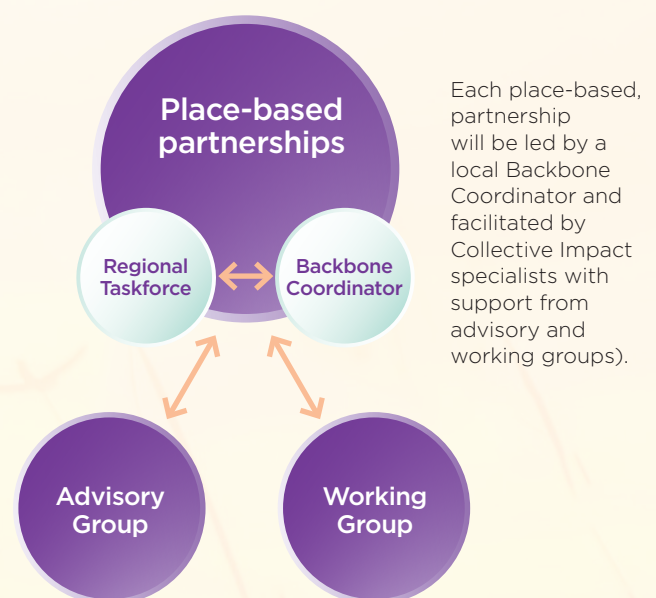 Place-based
partnerships
Regional
Taskforce
Backbone
Coordinator
Each place-based,
partnership
will be led by a
local Backbone
Coordinator and
facilitated by
Collective Impact
specialists with
support from
advisory and
working groups).
Advisory
Group
Working
Group